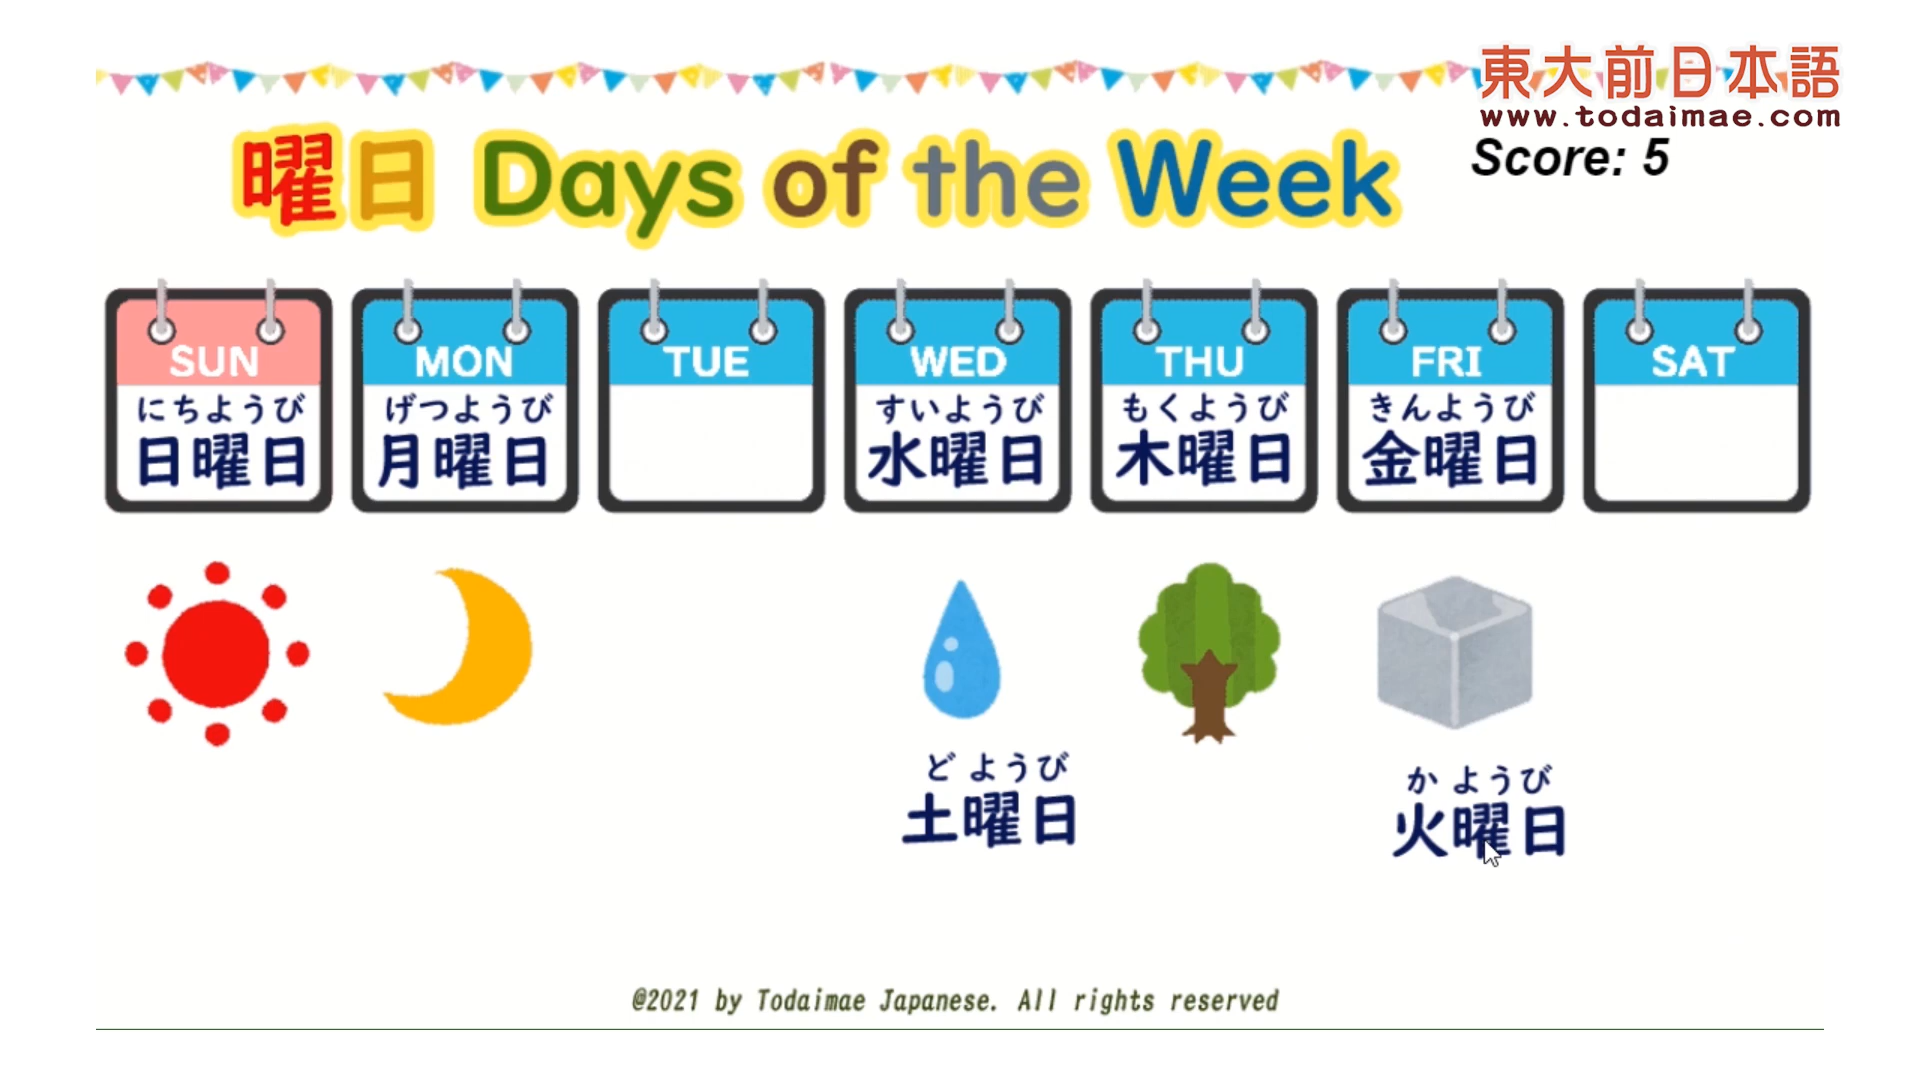 東大前日本語
www.todaimae.com
曜日 Days of the Week
Score: 5
SUN
にちようび
日曜日
MON
げつようび
月曜日
TUE
WED
すいようび
水曜日
THU
もくようび
木曜日
FRI
きんようび
金曜日
SAT
ど ようび
土曜日
か ようび
火曜日
@2021 by Todaimae Japanese. All rights reserved